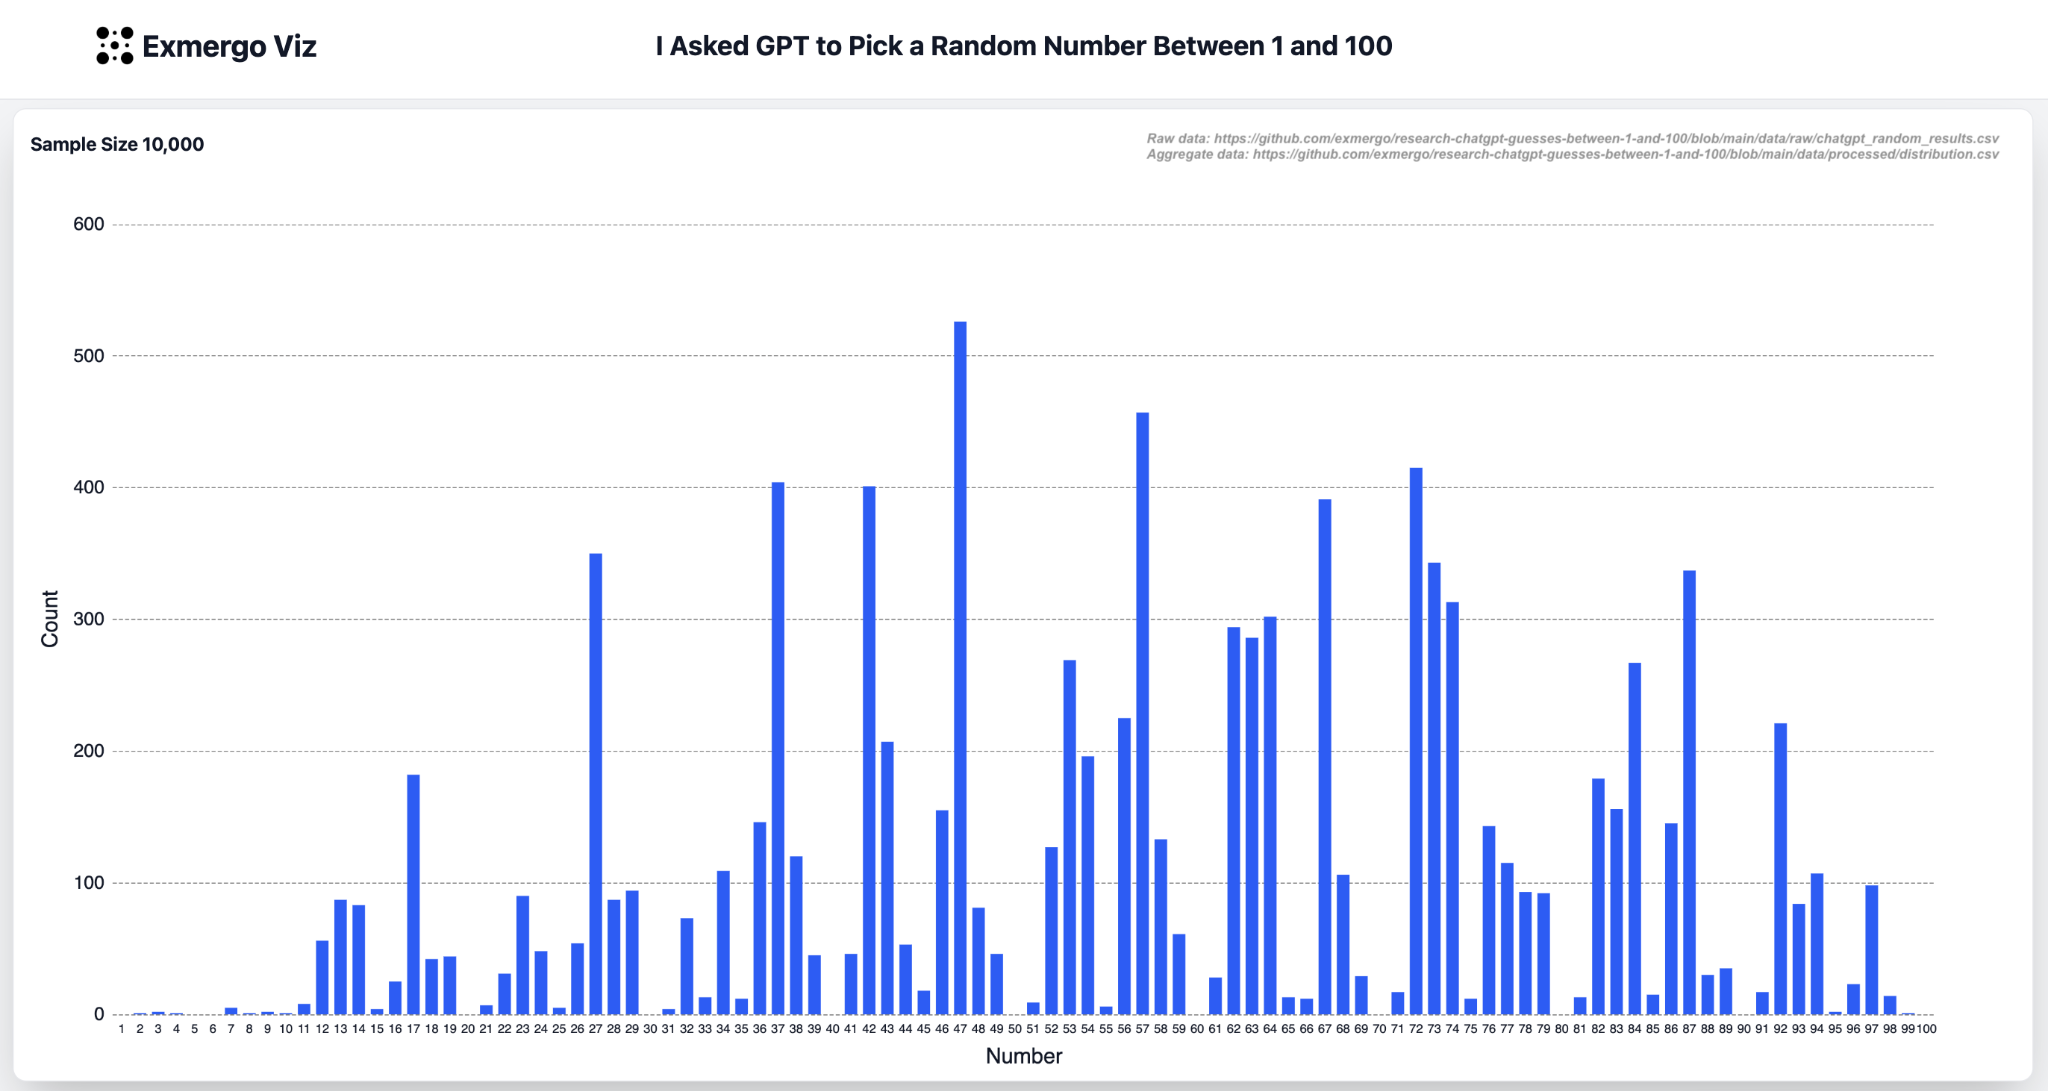 Exmergo Viz
I Asked GPT to Pick a Random Number Between 1 and 100
Sample Size 10,000
Raw data: https://github.com/exmergo/research-chatgpt-guesses-between-1-and-100/blob/main/data/raw/chatgpt_random_results.csv
Aggregate data: https://github.com/exmergo/research-chatgpt-guesses-between-1-and-100/blob/main/data/processed/distribution.csv
600
500
400
300
200
100
0
Count
1 2 3 4 5 6 7 8 9 10 11 12 13 14 15 16 17 18 19 20 21 22 23 24 25 26 27 28 29 30 31 32 33 34 35 36 37 38 39 40 41 42 43 44 45 46 47 48 49 50 51 52 53 54 55 56 57 58 59 60 61 62 63 64 65 66 67 68 69 70 71 72 73 74 75 76 77 78 79 80 81 82 83 84 85 86 87 88 89 90 91 92 93 94 95 96 97 98 99 100
Number